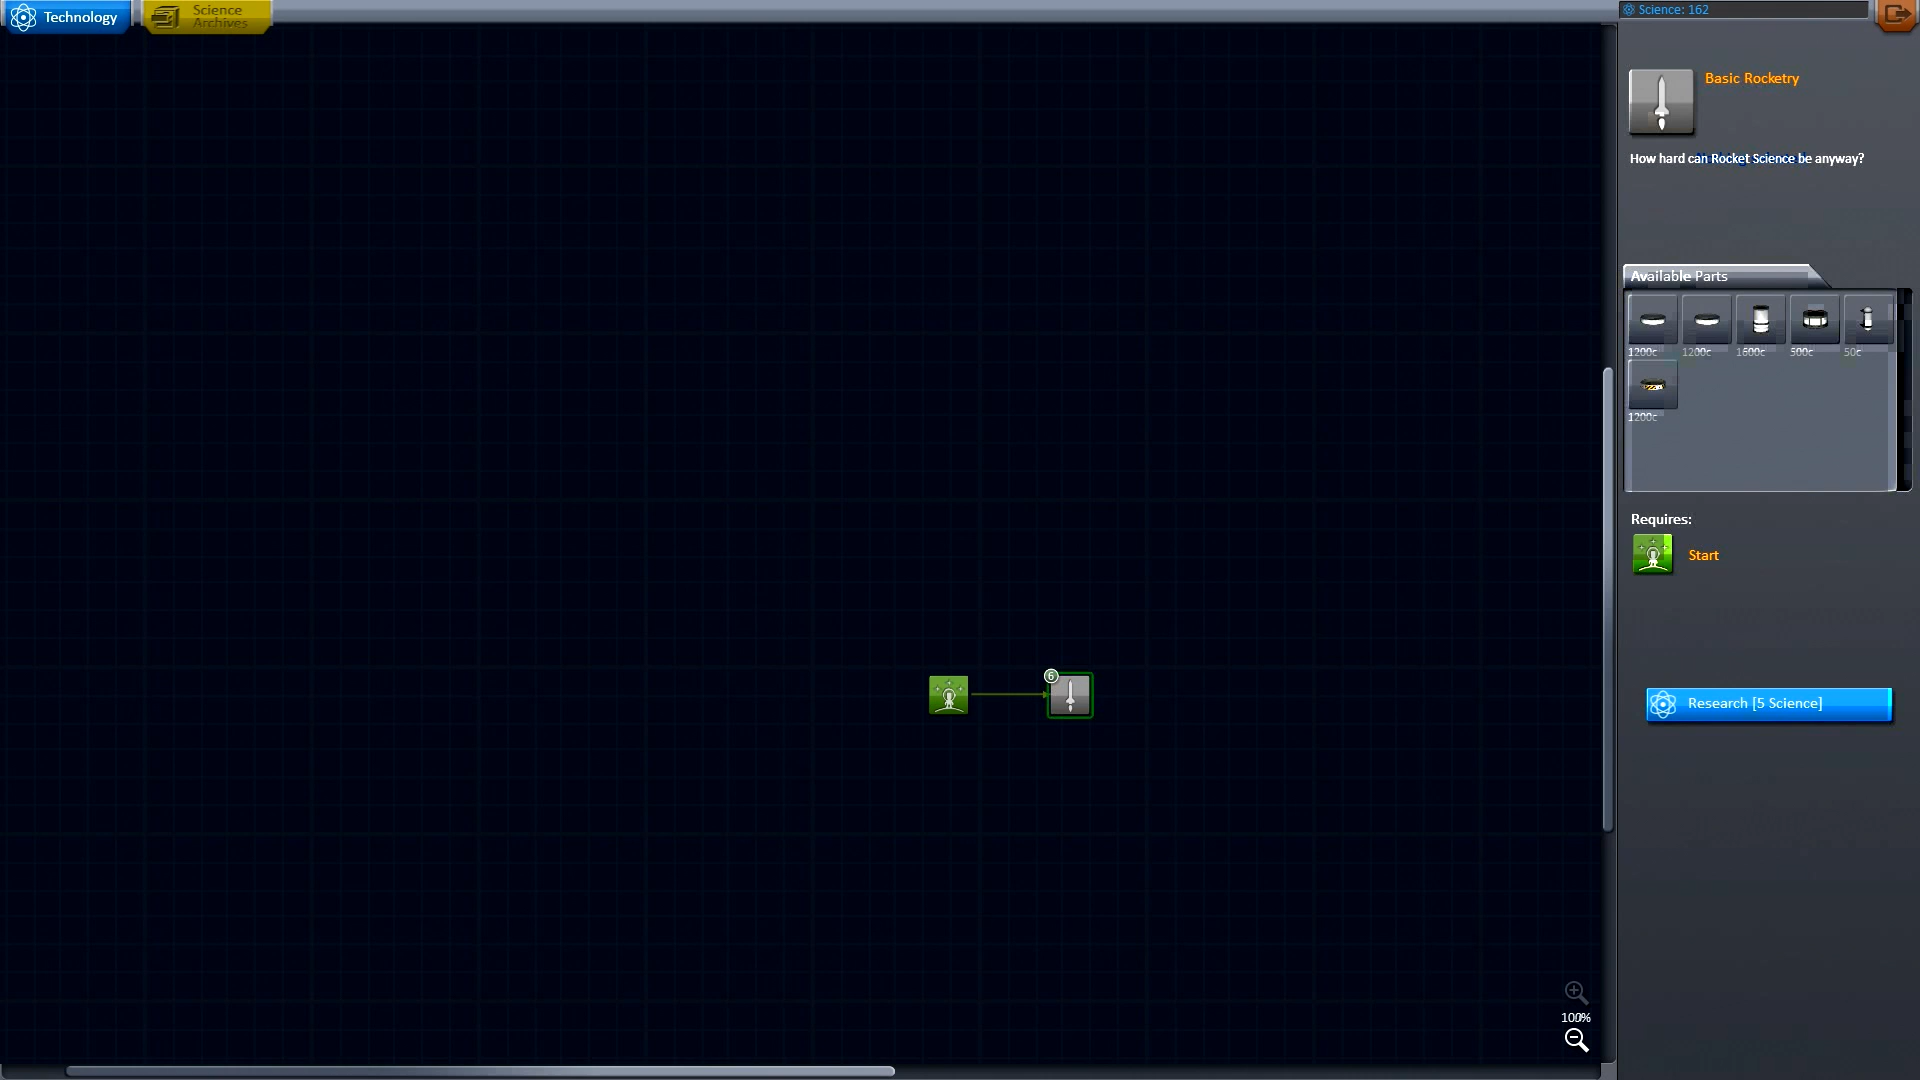 Technology
Science
Archives
Science: 162
Basic Rocketry
How hard can Rocket Science be anyway?
Available Parts
1200c
1200c
1600c
500c
50c
1200c
Requires:
Start
6
Research [5 Science]
100%